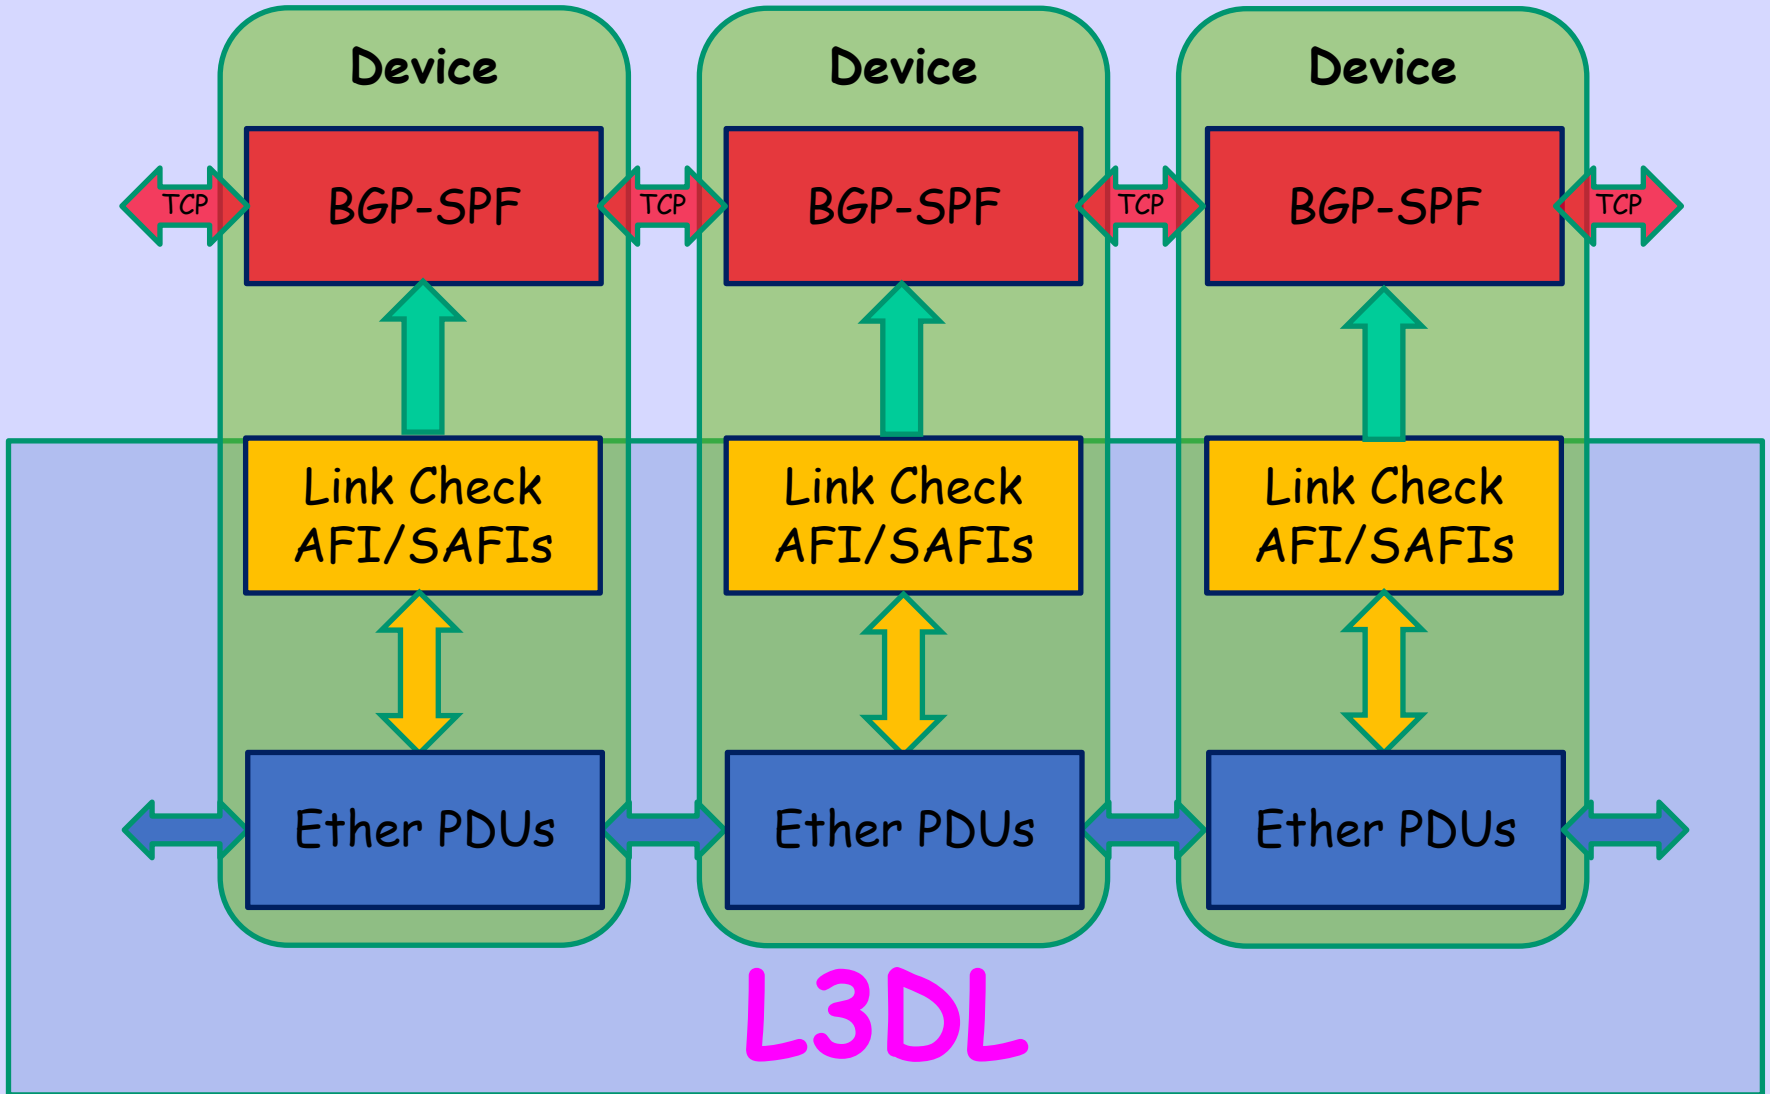 Device
Device
Device
TCP
BGP-SPF
TCP
BGP-SPF
TCP
BGP-SPF
TCP
Link Check
AFI/SAFIs
Link Check
AFI/SAFIs
Link Check
AFI/SAFIs
Ether PDUs
Ether PDUs
Ether PDUs
L3DL